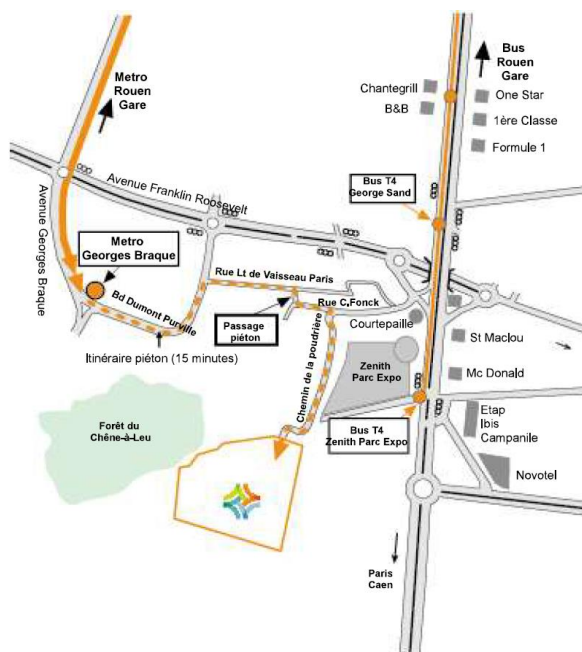 Metro
Rouen
Gare
Bus
Rouen
Gare
Chantegrill
B&B
One Star
1ère Classe
Formule 1
Avenue Franklin Roosevelt
Bus T4
George Sand
Avenue Georges Braque
Metro
Georges Braque
Rue Lt de Vaisseau Paris
Bd Dumont Purville
Passage
piéton
Rue C.Fonck
Courtepaille
St Maclou
Itinéraire piéton (15 minutes)
Chemin de la poudrière
Zenith
Parc Expo
Mc Donald
Forêt du
Chêne-à-Leu
Bus T4
Zenith Parc Expo
Etap
Ibis
Campanile
Novotel
Paris
Caen